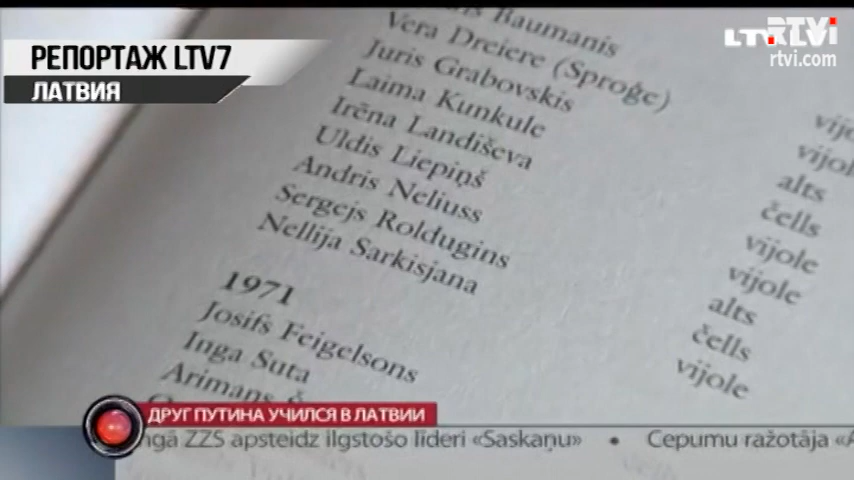 РЕПОРТАЖ LTV7
ЛАТВИЯ
LTV
RTVi
rtvi.com
Baumanis
Vera Dreiere (Sproģe)
Juris Grabovskis
Laima Kunkule
Irēna Landiševa
Uldis Liepiņš
Andris Neliuss
Sergejs Roldugins
Nellija Sarkisjana
vijole
alts
čells
vijole
vijole
alts
čells
vijole
1971
Josifs Feigelsons
Inga Suta
Arimans
ДРУГ ПУТИНА УЧИЛСЯ В ЛАТВИИ
ZZS apsteidz ilgstošo līderi «Saskaņu» • Cepumu ražotāja